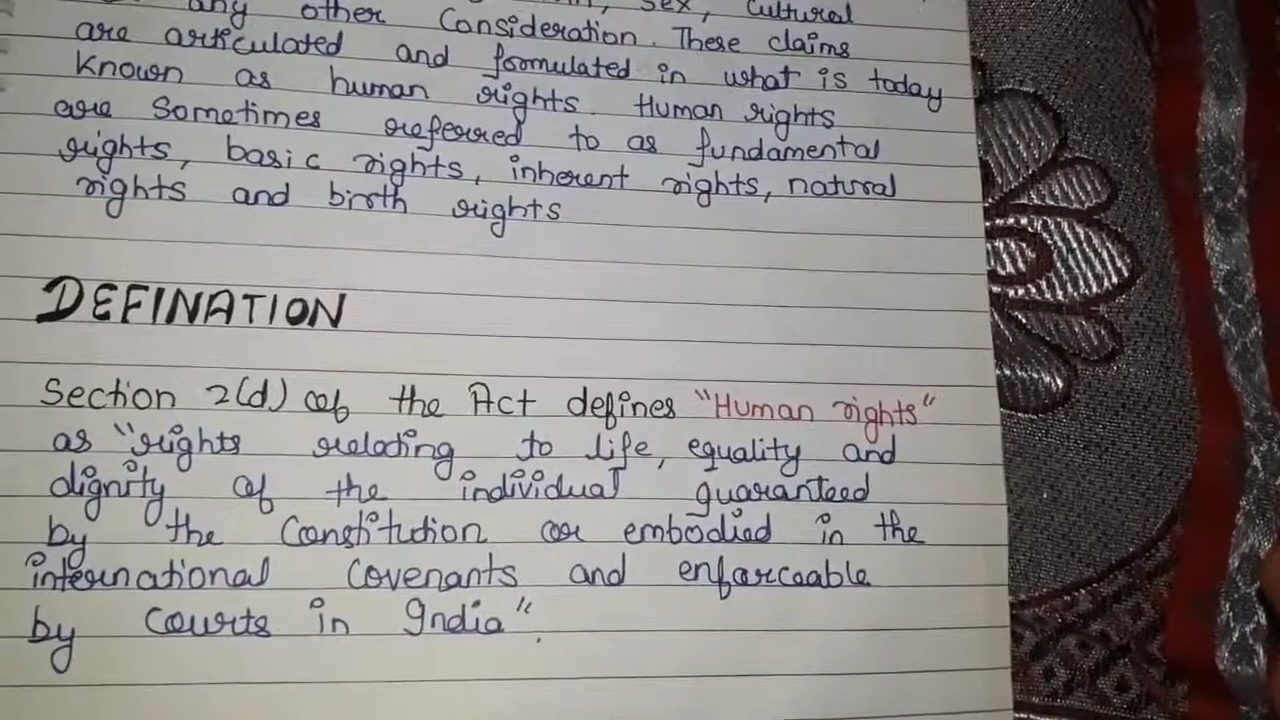 any other Consideration. These claims
sex, cultural
are articulated and formulated in what is today
known as human rights. Human rights
are sometimes referred to as fundamental
rights, basic rights, inherent rights, natural
rights and birth rights
DEFINATION
Section 2(d) of the Act defines "Human rights"
as "rights relating to life, equality and
dignity of the individual guaranteed
by the Constitution or embodied in the
international Covenants and enforceable
by Courts in India".